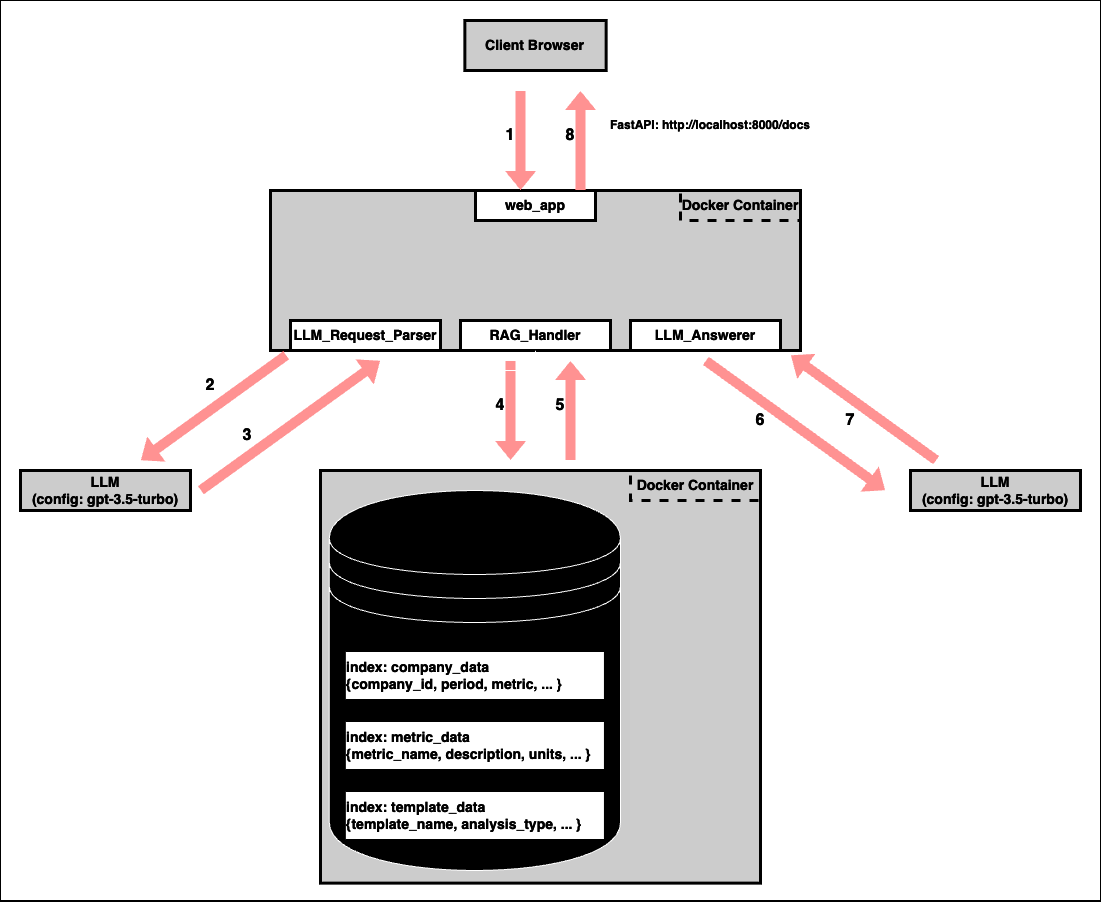 Client Browser
1
8
FastAPI: http://localhost:8000/docs
web_app
Docker Container
LLM_Request_Parser
RAG_Handler
LLM_Answerer
2
3
4
5
6
7
LLM
(config: gpt-3.5-turbo)
LLM
(config: gpt-3.5-turbo)
Docker Container
index: company_data
{company_id, period, metric, ... }
index: metric_data
{metric_name, description, units, ... }
index: template_data
{template_name, analysis_type, ... }